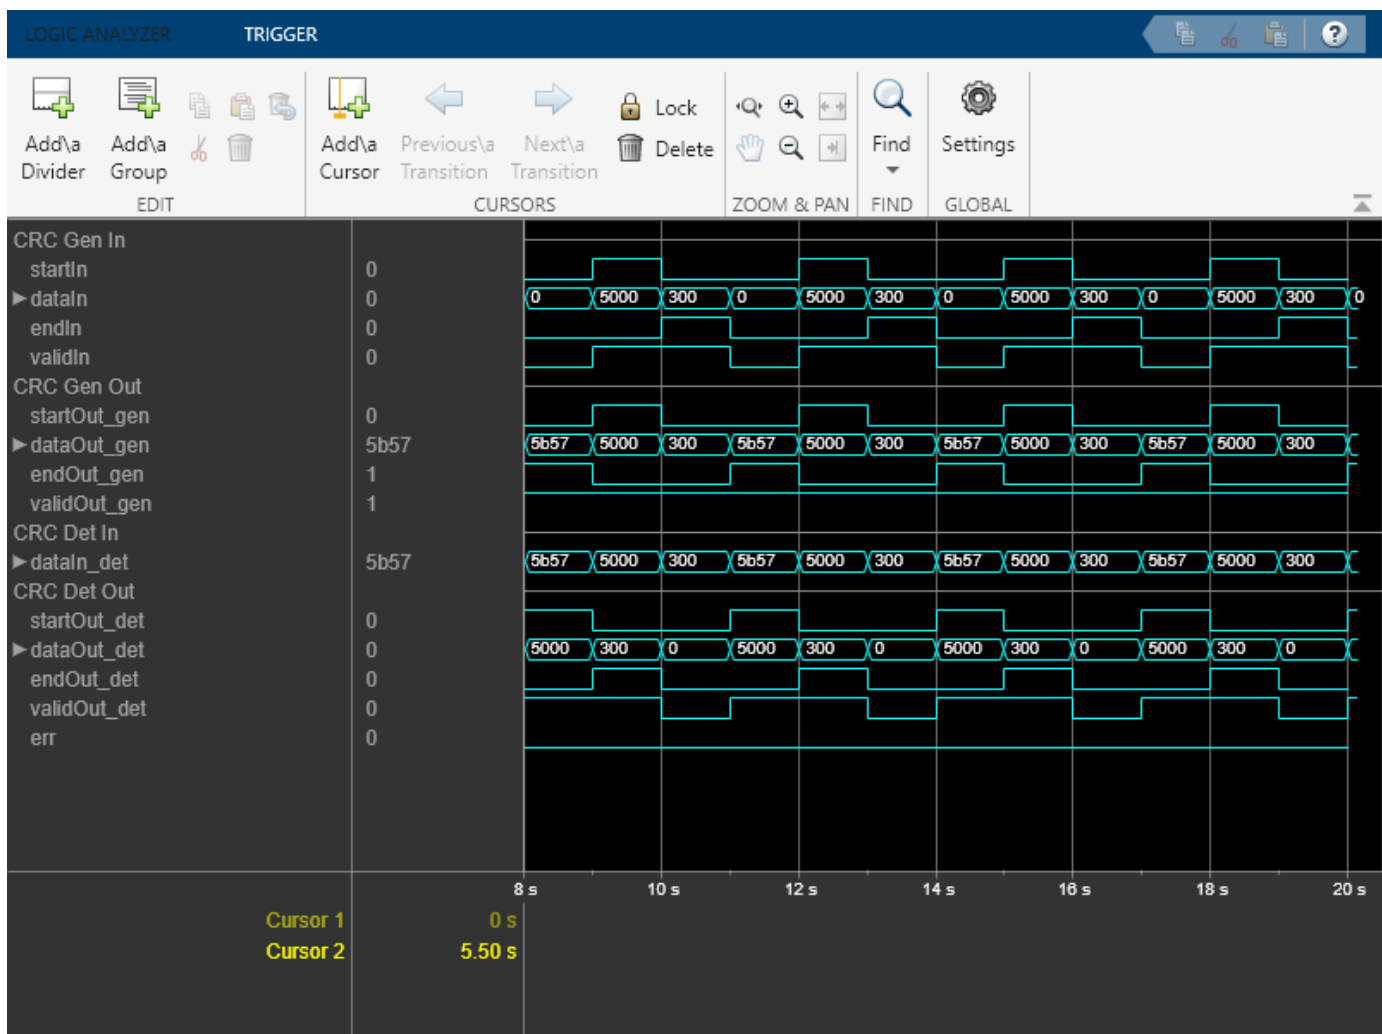 LOGIC ANALYZER TRIGGER ?
Add\a Divider Add\a Group Add\a Cursor Previous\a Transition Next\a Transition Lock Delete Find Settings
EDIT CURSORS ZOOM & PAN FIND GLOBAL
CRC Gen In
startIn 0
dataIn 0 0 5000 300 0 5000 300 0 5000 300 0 5000 300 0
endIn 0
validIn 0
CRC Gen Out
startOut_gen 0
dataOut_gen 5b57 5b57 5000 300 5b57 5000 300 5b57 5000 300 5b57 5000 300
endOut_gen 1
validOut_gen 1
CRC Det In
dataIn_det 5b57 5b57 5000 300 5b57 5000 300 5b57 5000 300 5b57 5000 300
CRC Det Out
startOut_det 0
dataOut_det 0 5000 300 0 5000 300 0 5000 300 0 5000 300 0
endOut_det 0
validOut_det 0
err 0
8 s 10 s 12 s 14 s 16 s 18 s 20 s
Cursor 1 0 s
Cursor 2 5.50 s